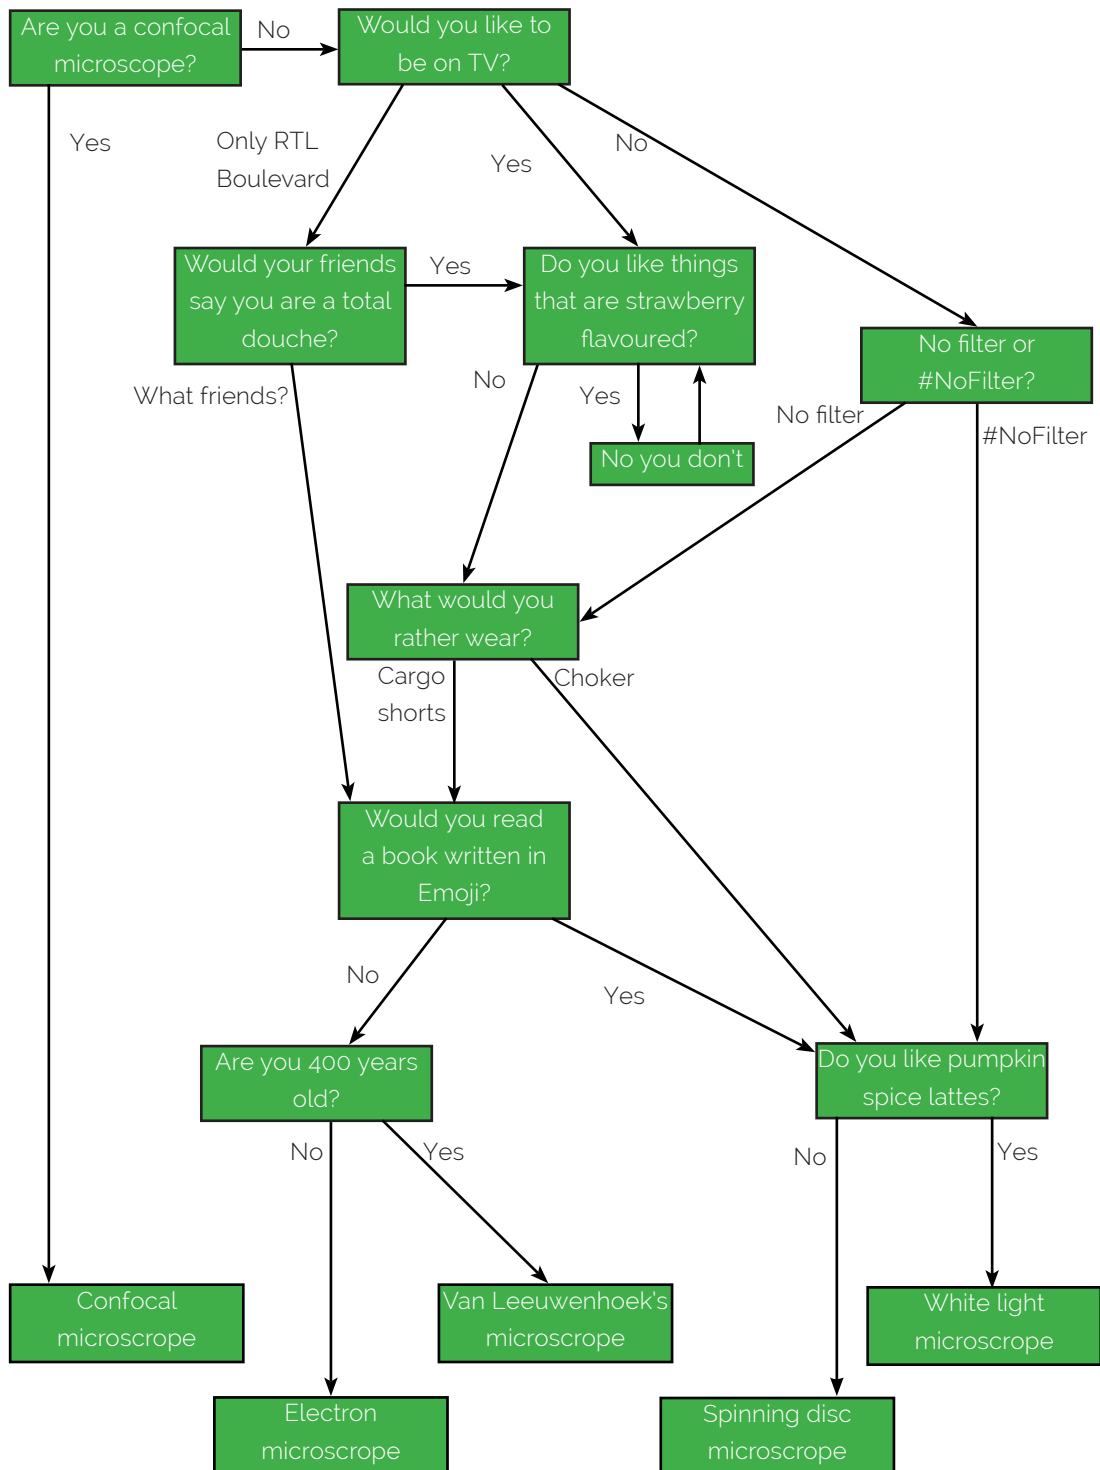 Are you a confocal
microscope?
No
Would you like to
be on TV?
Yes
Only RTL
Boulevard
Yes
No
Would your friends
say you are a total
douche?
Yes
Do you like things
that are strawberry
flavoured?
No filter or
#NoFilter?
What friends?
No
Yes
No you don't
No filter
#NoFilter
What would you
rather wear?
Cargo
shorts
Choker
Would you read
a book written in
Emoji?
No
Yes
Are you 400 years
old?
Do you like pumpkin
spice lattes?
No
Yes
No
Yes
Confocal
microscrope
Van Leeuwenhoek's
microscrope
White light
microscrope
Electron
microscrope
Spinning disc
microscrope